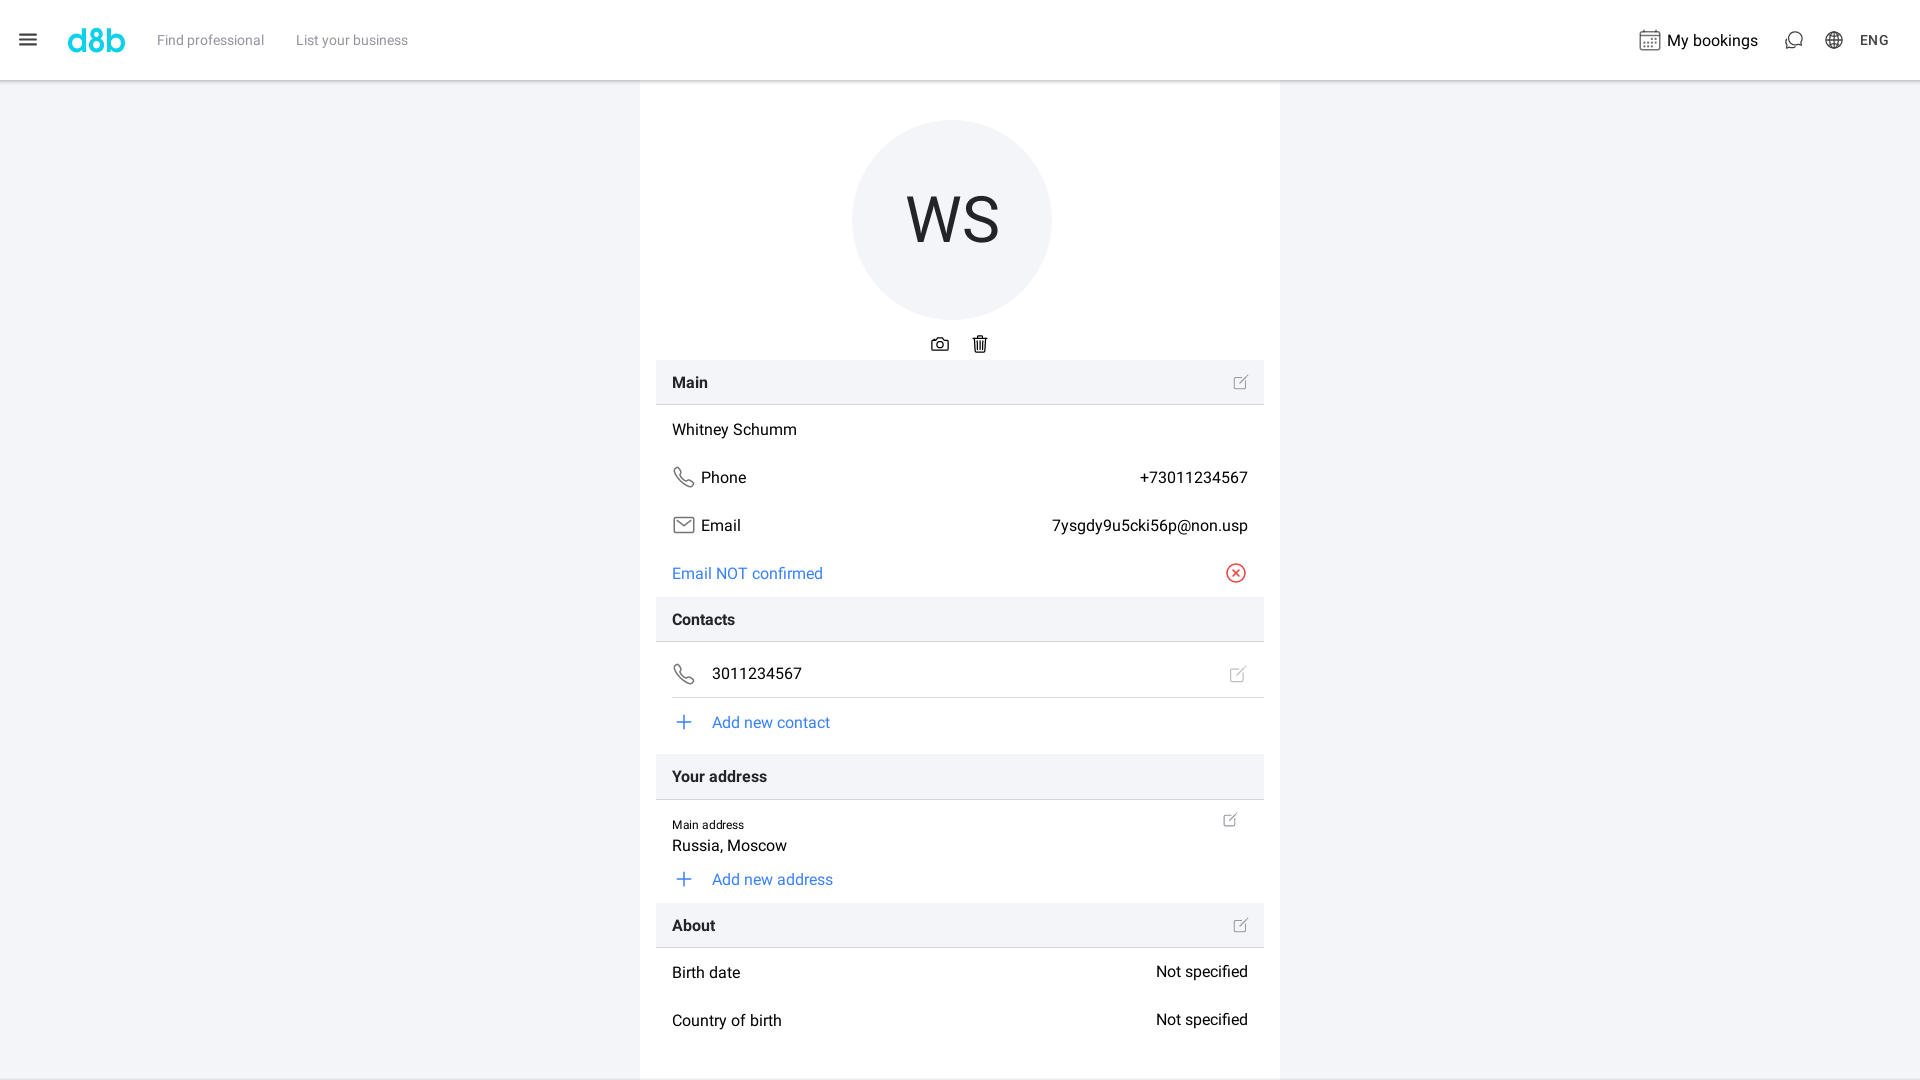 d8b
Find professional
List your business
My bookings
ENG
WS
Main
Whitney Schumm
Phone
+73011234567
Email
7ysgdy9u5cki56p@non.usp
Email NOT confirmed
Contacts
3011234567
Add new contact
Your address
Main address
Russia, Moscow
Add new address
About
Birth date
Not specified
Country of birth
Not specified